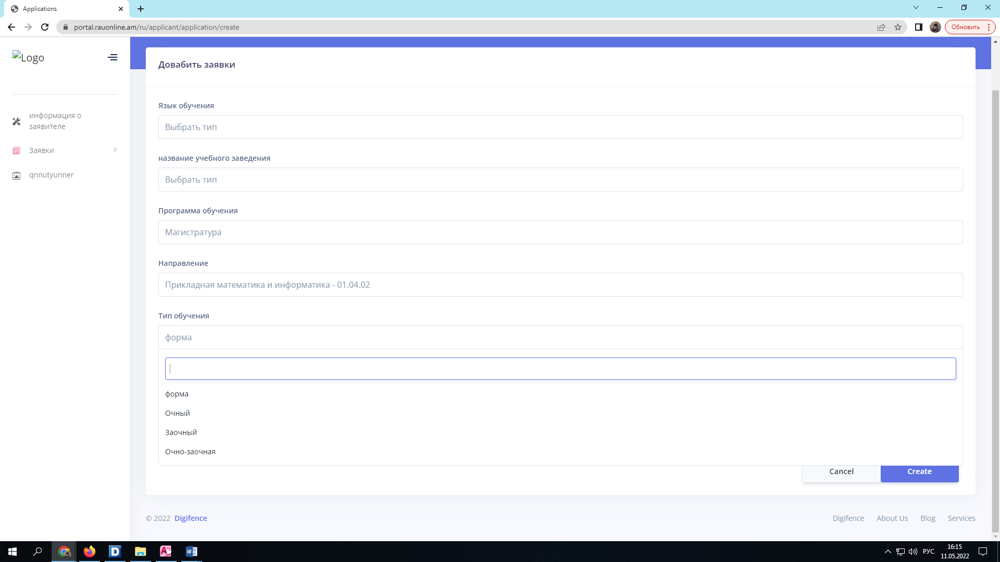 Applications
portal.rauonline.am/ru/applicant/application/create
Обновить
Logo
информация о
заявителе
Заявки
qnnutyunner
Довабить заявки
Язык обучения
Выбрать тип
название учебного заведения
Выбрать тип
Программа обучения
Магистратура
Направление
Прикладная математика и информатика - 01.04.02
Тип обучения
форма
форма
Очный
Заочный
Очно-заочная
Cancel
Create
© 2022 Digifence
Digifence
About Us
Blog
Services
РУС
16:15
11.05.2022